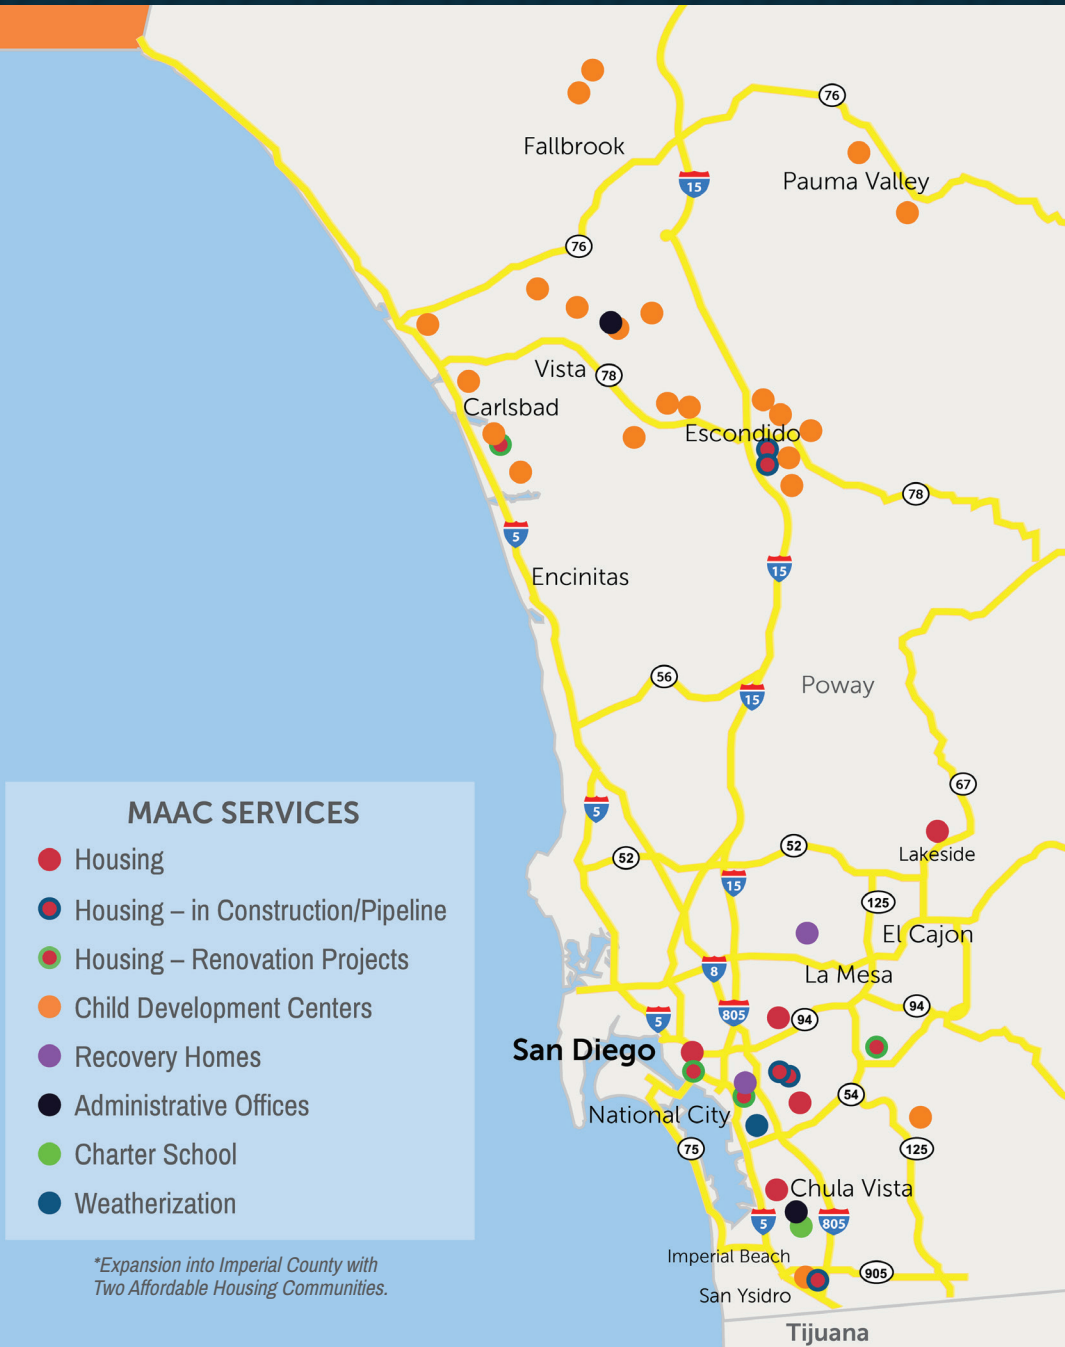 76
Fallbrook
15
Pauma Valley
76
Vista
78
Carlsbad
Escondido
78
5
15
Encinitas
56
Poway
15
67
5
52
52
Lakeside
15
125
El Cajon
8
La Mesa
5
805
94
94
San Diego
54
National City
75
125
Chula Vista
5
805
Imperial Beach
905
San Ysidro
Tijuana
MAAC SERVICES
Housing
Housing – in Construction/Pipeline
Housing – Renovation Projects
Child Development Centers
Recovery Homes
Administrative Offices
Charter School
Weatherization
*Expansion into Imperial County with
Two Affordable Housing Communities.